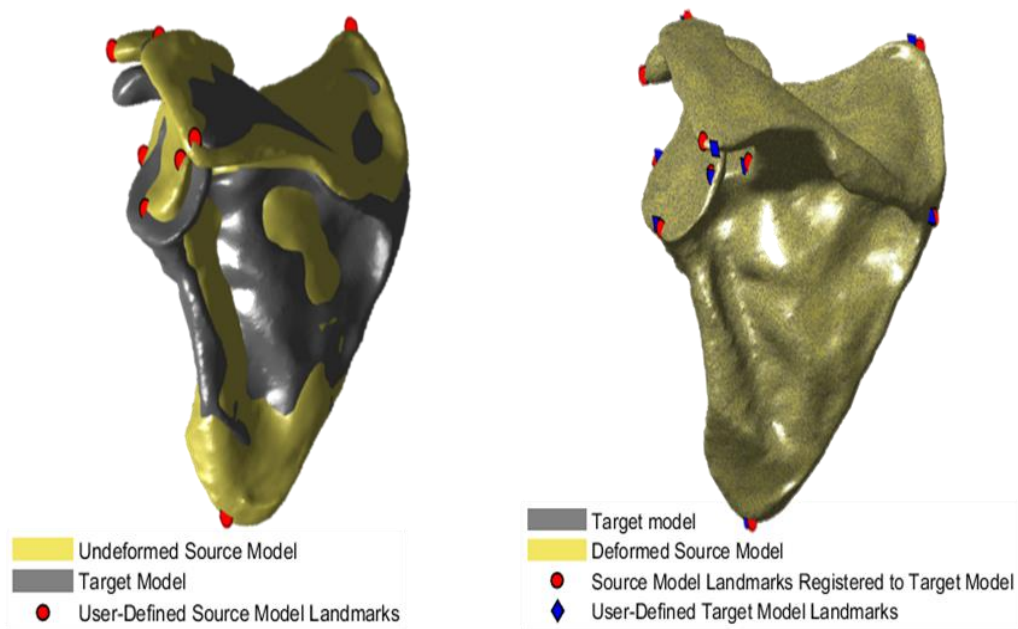 Undeformed Source Model
Target Model
User-Defined Source Model Landmarks
Target model
Deformed Source Model
Source Model Landmarks Registered to Target Model
User-Defined Target Model Landmarks